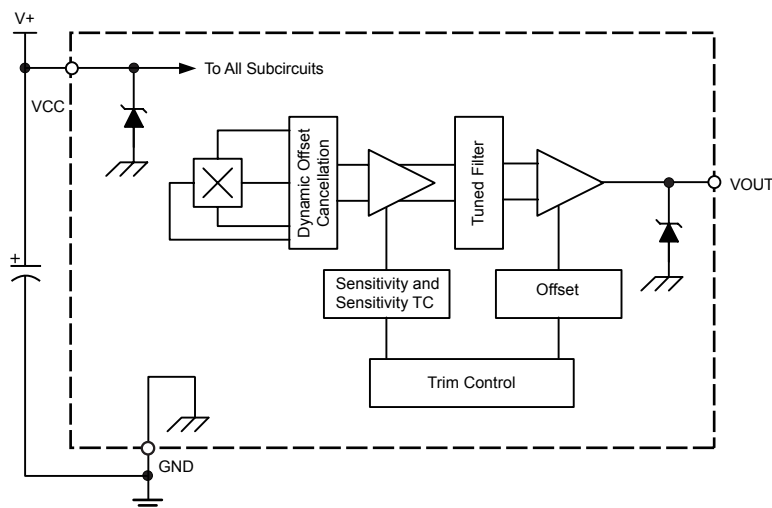 V+
To All Subcircuits
VCC
Dynamic Offset
Cancellation
Tuned Filter
VOUT
Sensitivity and
Sensitivity TC
Offset
Trim Control
+
GND